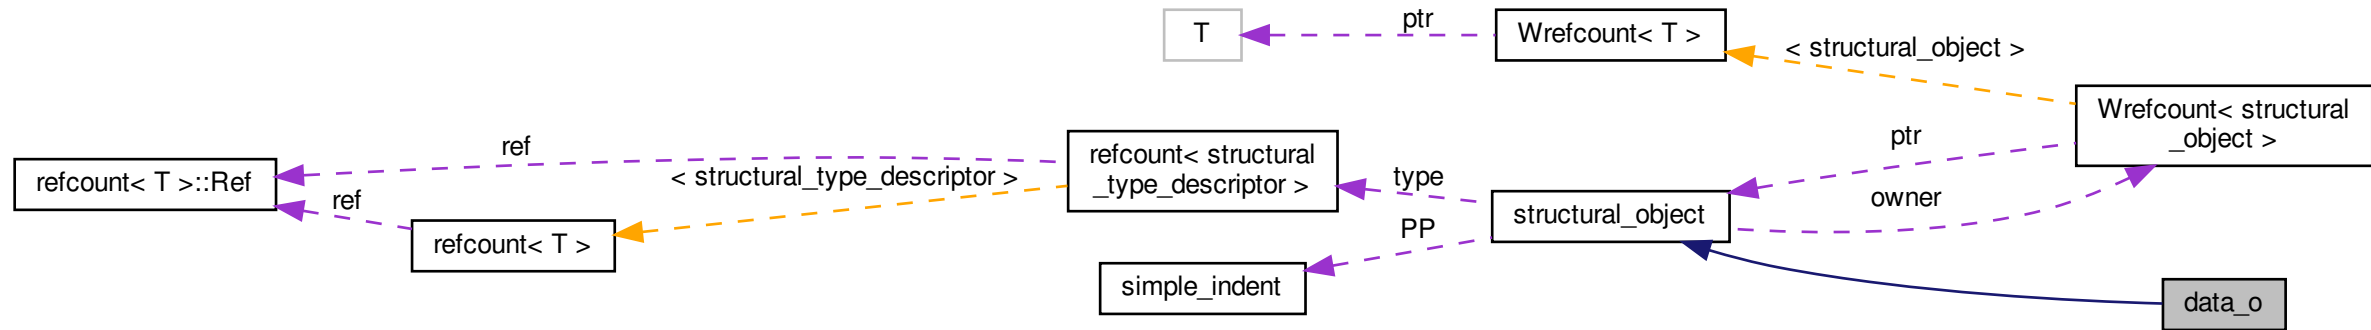 T
ptr
Wrefcount< T >
< structural_object >
Wrefcount< structural
_object >
ptr
owner
refcount< T >::Ref
ref
ref
< structural_type_descriptor >
refcount< T >
refcount< structural
_type_descriptor >
type
PP
structural_object
simple_indent
data_o